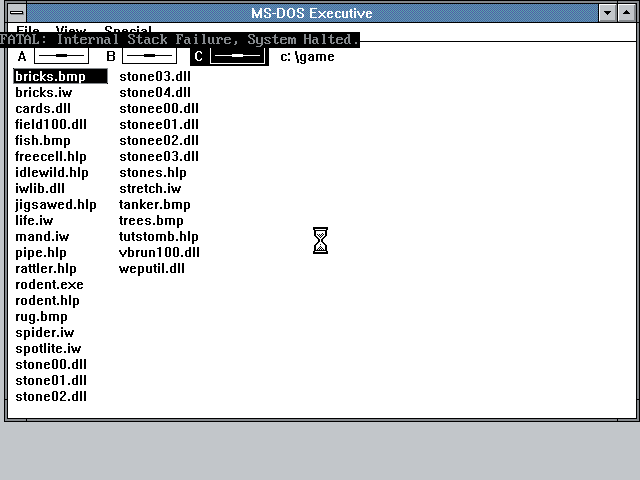 MS-DOS Executive
File View Special
FATAL: Internal Stack Failure, System Halted.
A B C c: \game
bricks.bmp stone03.dll
bricks.iw stone04.dll
cards.dll stonee00.dll
field100.dll stonee01.dll
fish.bmp stonee02.dll
freecell.hlp stonee03.dll
idlewild.hlp stones.hlp
iwlib.dll stretch.iw
jigsawed.hlp tanker.bmp
life.iw trees.bmp
mand.iw tutstomb.hlp
pipe.hlp vbrun100.dll
rattler.hlp weputil.dll
rodent.exe
rodent.hlp
rug.bmp
spider.iw
spotlite.iw
stone00.dll
stone01.dll
stone02.dll